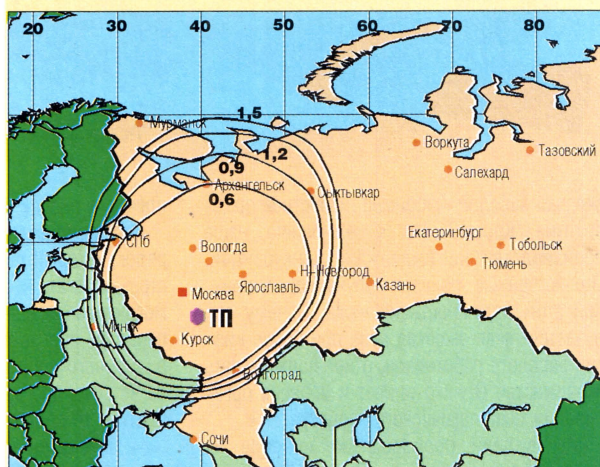 20 30 40 50 60 70 80
1,5
Мурманск
1,2
Воркута
Тазовский
0,9
Салехард
Архангельск
Сыктывкар
0,6
Екатеринбург
СПб
Вологда
Тобольск
Тюмень
Н-Новгород
Ярославль
Казань
Москва
ТП
Минск
Курск
Волгоград
Сочи